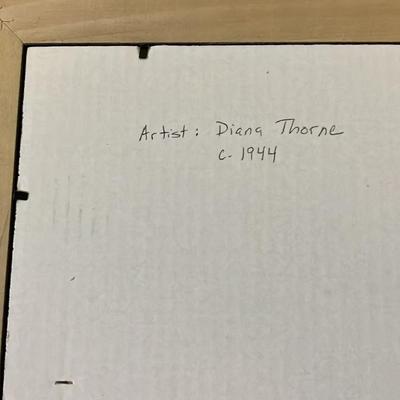 Artist: Diana Thorne
c. 1944